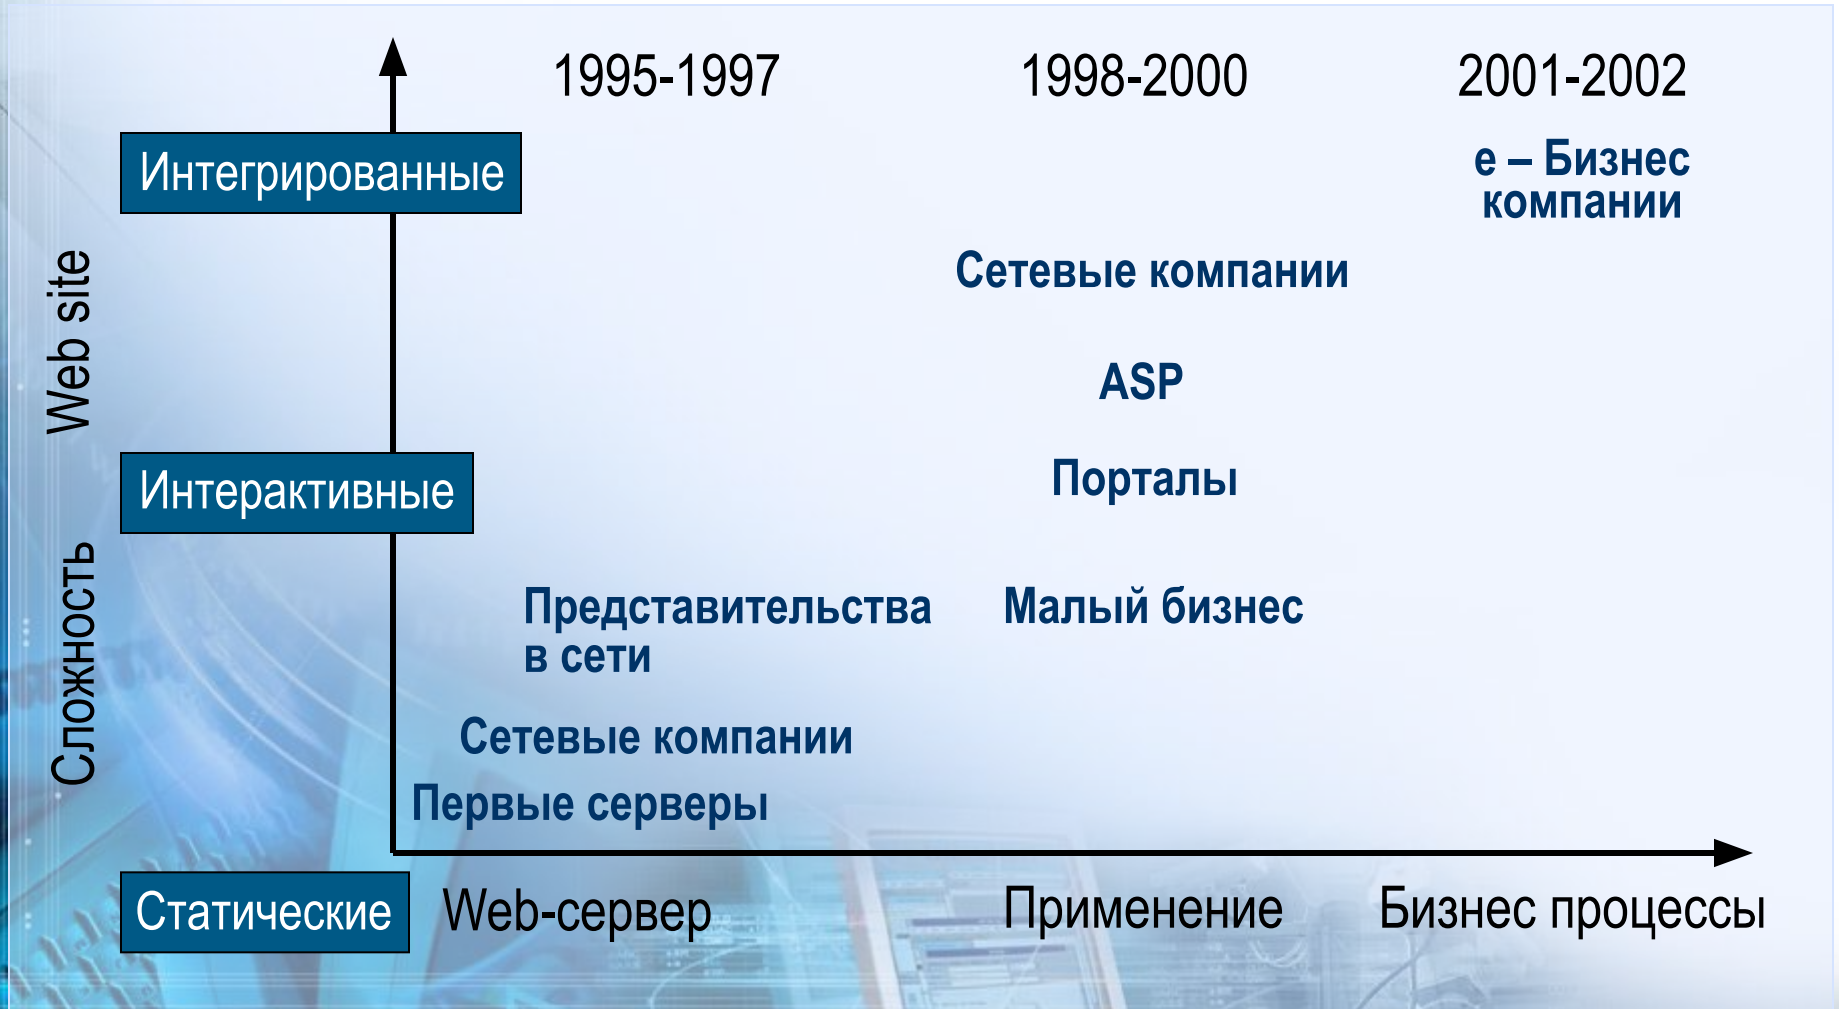 1995-1997
1998-2000
2001-2002
Интегрированные
е – Бизнес
компании
Сетевые компании
Web site
ASP
Интерактивные
Порталы
Сложность
Представительства
в сети
Малый бизнес
Сетевые компании
Первые серверы
Статические
Web-сервер
Применение
Бизнес процессы